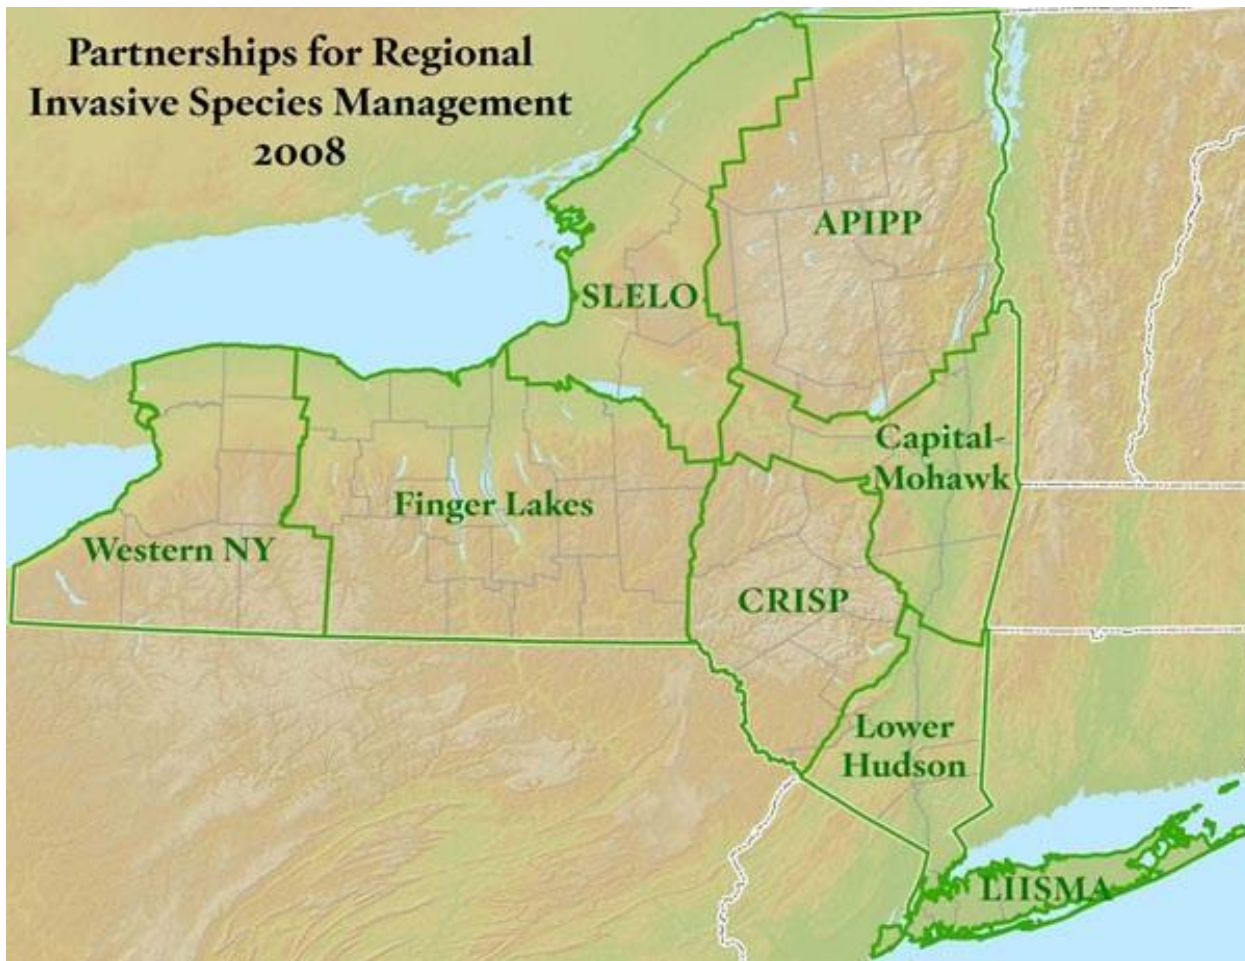 Partnerships for Regional
Invasive Species Management
2008
APIPP
SLELO
Capital-
Mohawk
Finger Lakes
Western NY
CRISP
Lower
Hudson
LIISMA